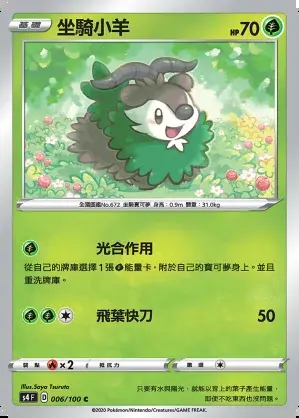 基礎 坐騎小羊 HP70
全國圖鑑No.672 坐騎寶可夢 身高：0.9m 體重：31.0kg
光合作用
從自己的牌庫選擇1張能量卡，附於自己的寶可夢身上。並且
重洗牌庫。
飛葉快刀 50
弱點 ×2 抵抗力 撤退
Illus.Saya Tsuruta
S4 F D 006/100 C
只要有水與陽光，就能以背上的葉子產生能量，
即使不吃東西也沒問題。
©2020 Pokémon/Nintendo/Creatures/GAME FREAK.